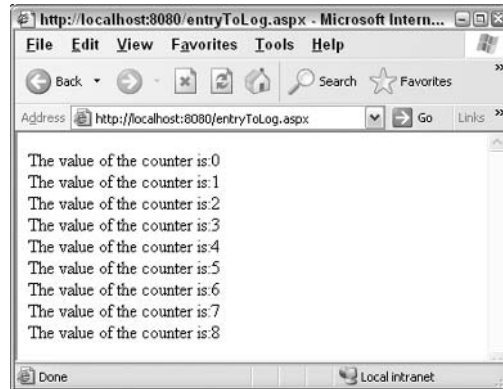 http://localhost:8080/entryToLog.aspx - Microsoft Intern...
File Edit View Favorites Tools Help
Back Search Favorites »
Address http://localhost:8080/entryToLog.aspx Go Links »
The value of the counter is:0
The value of the counter is:1
The value of the counter is:2
The value of the counter is:3
The value of the counter is:4
The value of the counter is:5
The value of the counter is:6
The value of the counter is:7
The value of the counter is:8
Done Local intranet